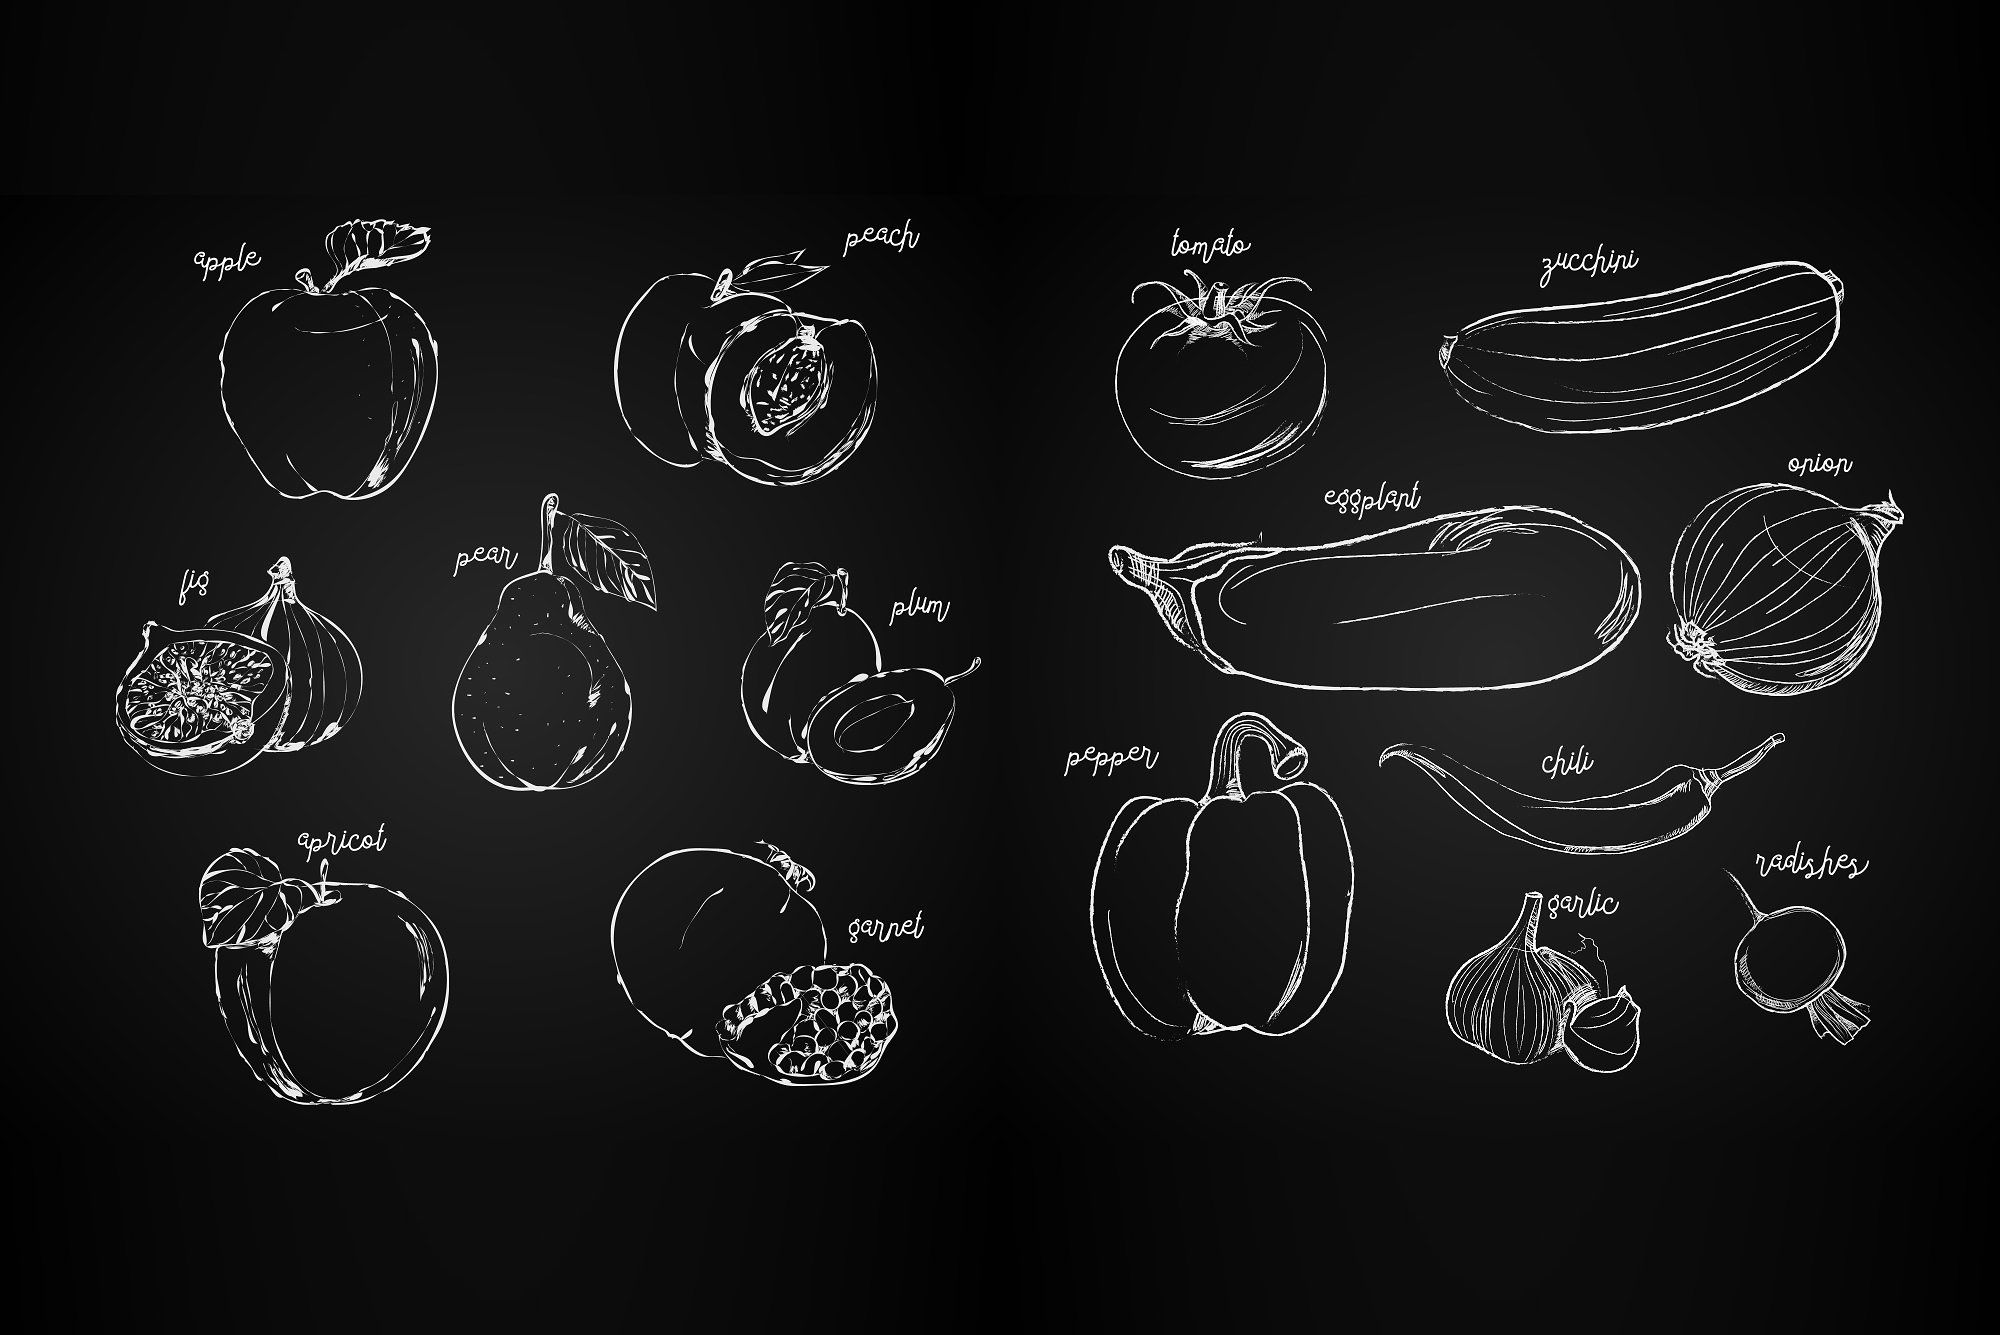 apple
peach
pear
fig
plum
apricot
garnet
tomato
zucchini
onion
eggplant
pepper
chili
radishes
garlic